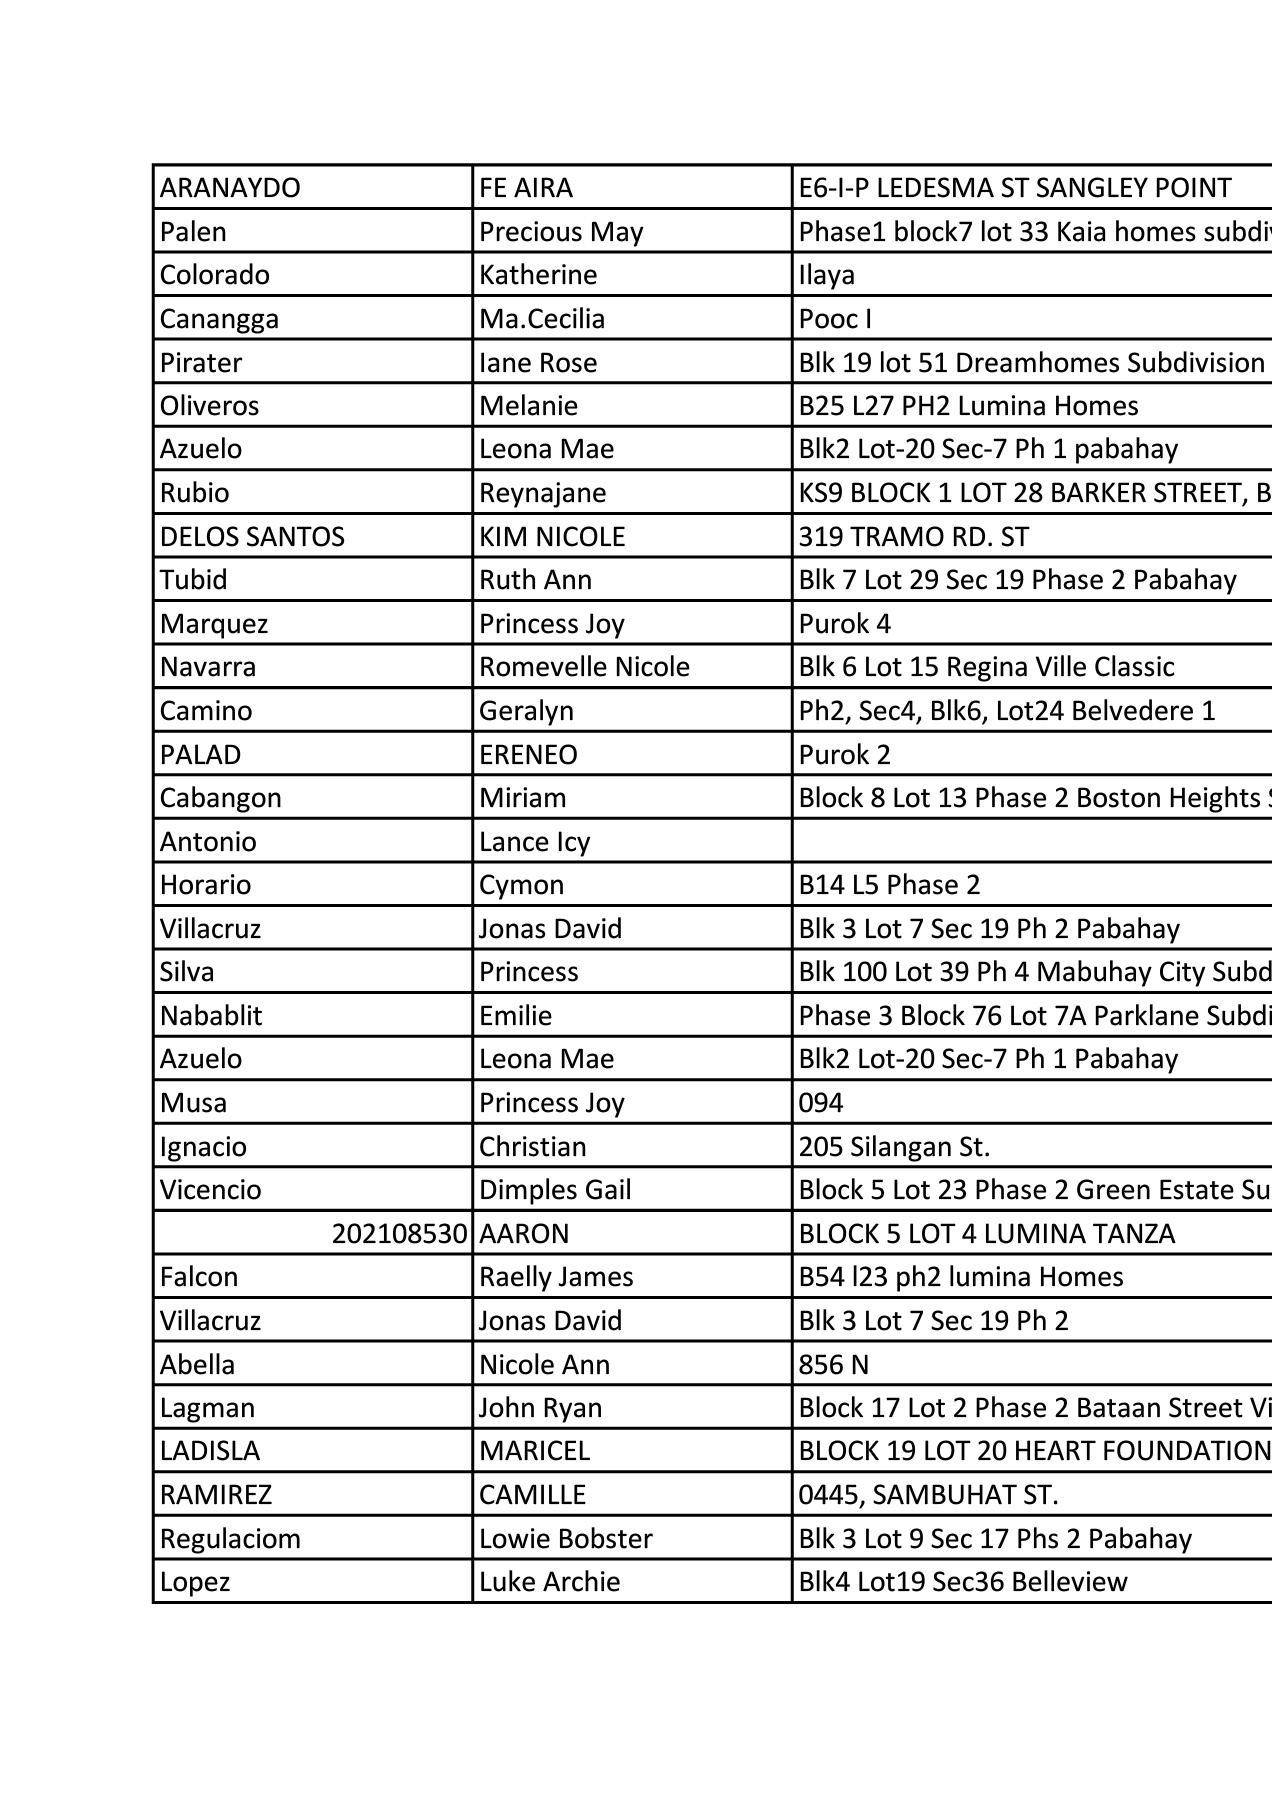 ARANAYDO FE AIRA E6-I-P LEDESMA ST SANGLEY POINT
Palen Precious May Phase1 block7 lot 33 Kaia homes subdiv
Colorado Katherine Ilaya
Canangga Ma.Cecilia Pooc I
Pirater Iane Rose Blk 19 lot 51 Dreamhomes Subdivision
Oliveros Melanie B25 L27 PH2 Lumina Homes
Azuelo Leona Mae Blk2 Lot-20 Sec-7 Ph 1 pabahay
Rubio Reynajane KS9 BLOCK 1 LOT 28 BARKER STREET, B
DELOS SANTOS KIM NICOLE 319 TRAMO RD. ST
Tubid Ruth Ann Blk 7 Lot 29 Sec 19 Phase 2 Pabahay
Marquez Princess Joy Purok 4
Navarra Romevelle Nicole Blk 6 Lot 15 Regina Ville Classic
Camino Geralyn Ph2, Sec4, Blk6, Lot24 Belvedere 1
PALAD ERENEO Purok 2
Cabangon Miriam Block 8 Lot 13 Phase 2 Boston Heights S
Antonio Lance Icy
Horario Cymon B14 L5 Phase 2
Villacruz Jonas David Blk 3 Lot 7 Sec 19 Ph 2 Pabahay
Silva Princess Blk 100 Lot 39 Ph 4 Mabuhay City Subd
Nabablit Emilie Phase 3 Block 76 Lot 7A Parklane Subdi
Azuelo Leona Mae Blk2 Lot-20 Sec-7 Ph 1 Pabahay
Musa Princess Joy 094
Ignacio Christian 205 Silangan St.
Vicencio Dimples Gail Block 5 Lot 23 Phase 2 Green Estate Su
202108530 AARON BLOCK 5 LOT 4 LUMINA TANZA
Falcon Raelly James B54 l23 ph2 lumina Homes
Villacruz Jonas David Blk 3 Lot 7 Sec 19 Ph 2
Abella Nicole Ann 856 N
Lagman John Ryan Block 17 Lot 2 Phase 2 Bataan Street Vi
LADISLA MARICEL BLOCK 19 LOT 20 HEART FOUNDATION
RAMIREZ CAMILLE 0445, SAMBUHAT ST.
Regulaciom Lowie Bobster Blk 3 Lot 9 Sec 17 Phs 2 Pabahay
Lopez Luke Archie Blk4 Lot19 Sec36 Belleview